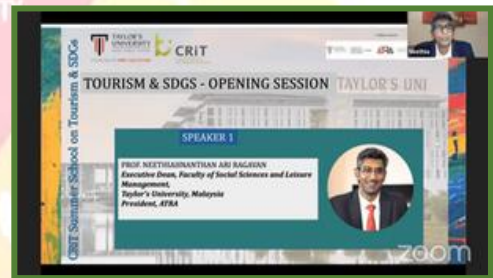 TAYLOR'S
UNIVERSITY
CRiT
Neethia
TOURISM & SDGS - OPENING SESSION
TAYLOR'S UNI
CRiT Summer School on Tourism & SDGs
SPEAKER 1
PROF. NEETHIAHNANTHAN ARI RAGAVAN
Executive Dean, Faculty of Social Sciences and Leisure
Management,
Taylor's University, Malaysia
President, ATRA
zoom